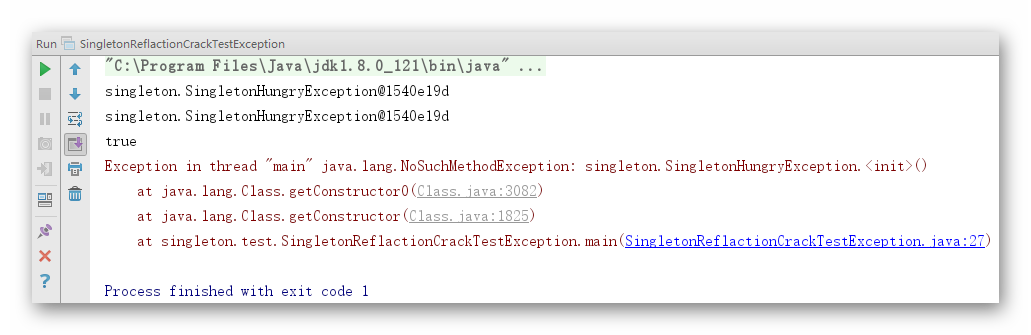 Run SingletonReflactionCrackTestException
"C:\Program Files\Java\jdk1.8.0_121\bin\java" ...
singleton.SingletonHungryException@1540e19d
singleton.SingletonHungryException@1540e19d
true
Exception in thread "main" java.lang.NoSuchMethodException: singleton.SingletonHungryException.<init>()
at java.lang.Class.getConstructor0(Class.java:3082)
at java.lang.Class.getConstructor(Class.java:1825)
at singleton.test.SingletonReflactionCrackTestException.main(SingletonReflactionCrackTestException.java:27)
Process finished with exit code 1